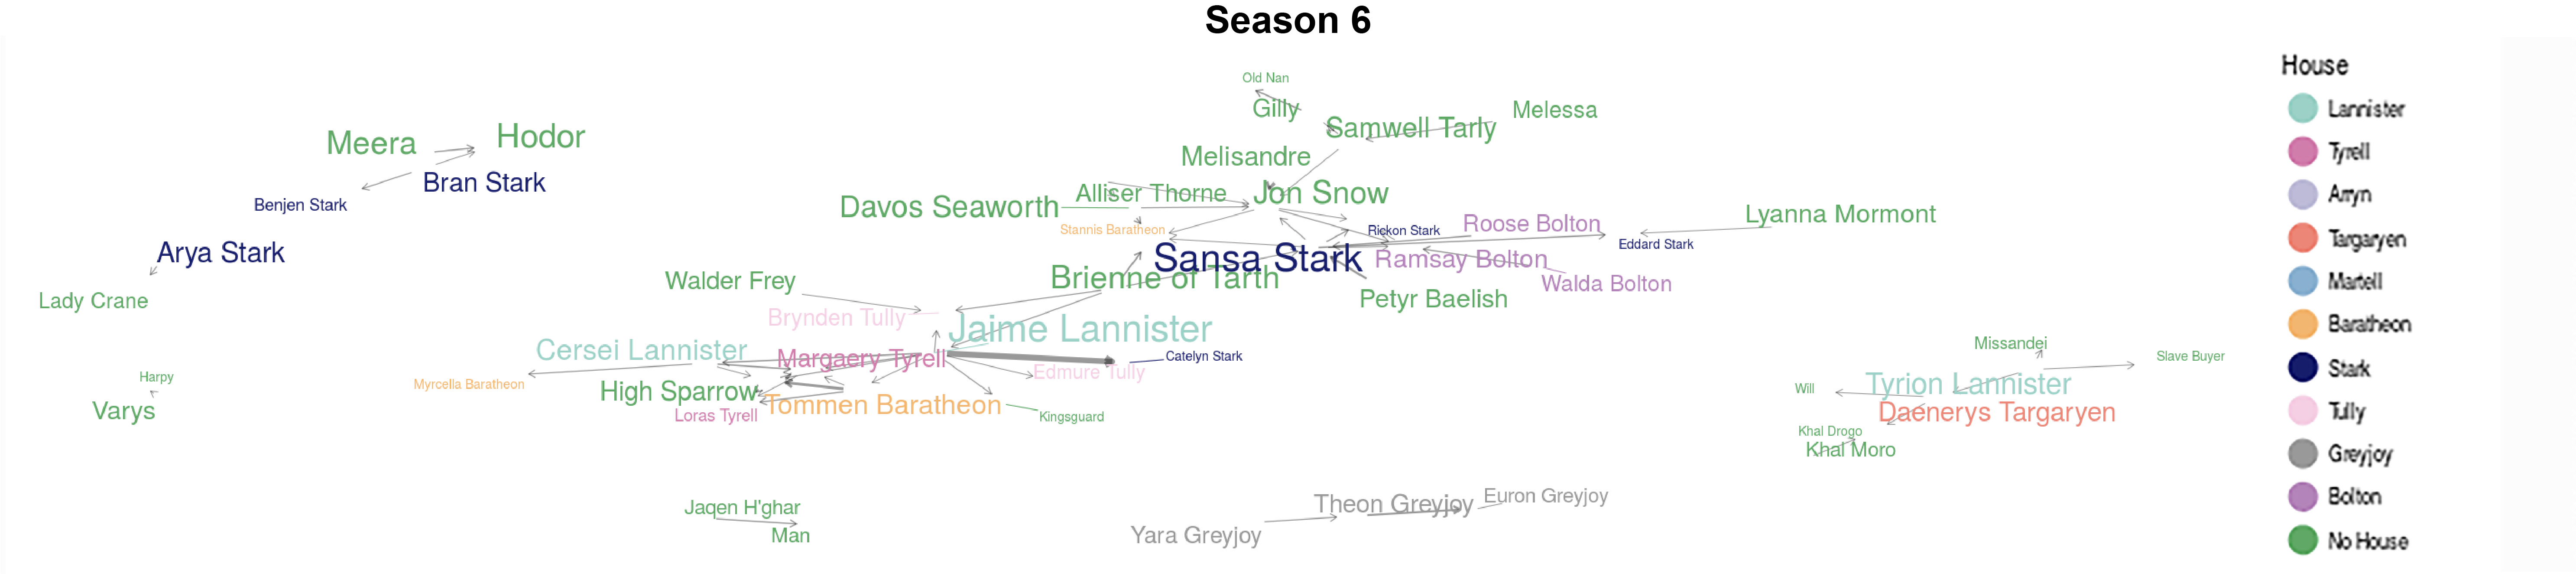 Season 6
Old Nan
Gilly
Melessa
Samwell Tarly
Meera
Hodor
Melisandre
Bran Stark
Benjen Stark
Alliser Thorne
Jon Snow
Davos Seaworth
Stannis Baratheon
Rickon Stark
Roose Bolton
Lyanna Mormont
Eddard Stark
Arya Stark
Sansa Stark
Ramsay Bolton
Brienne of Tarth
Walder Frey
Walda Bolton
Lady Crane
Petyr Baelish
Brynden Tully
Jaime Lannister
Cersei Lannister
Margaery Tyrell
Catelyn Stark
Edmure Tully
Missandei
Slave Buyer
Harpy
Myrcella Baratheon
High Sparrow
Tyrion Lannister
Will
Varys
Loras Tyrell
Tommen Baratheon
Kingsguard
Daenerys Targaryen
Khal Drogo
Khal Moro
Jaqen H'ghar
Man
Theon Greyjoy
Euron Greyjoy
Yara Greyjoy
House
Lannister
Tyrell
Arryn
Targaryen
Martell
Baratheon
Stark
Tully
Greyjoy
Bolton
No House